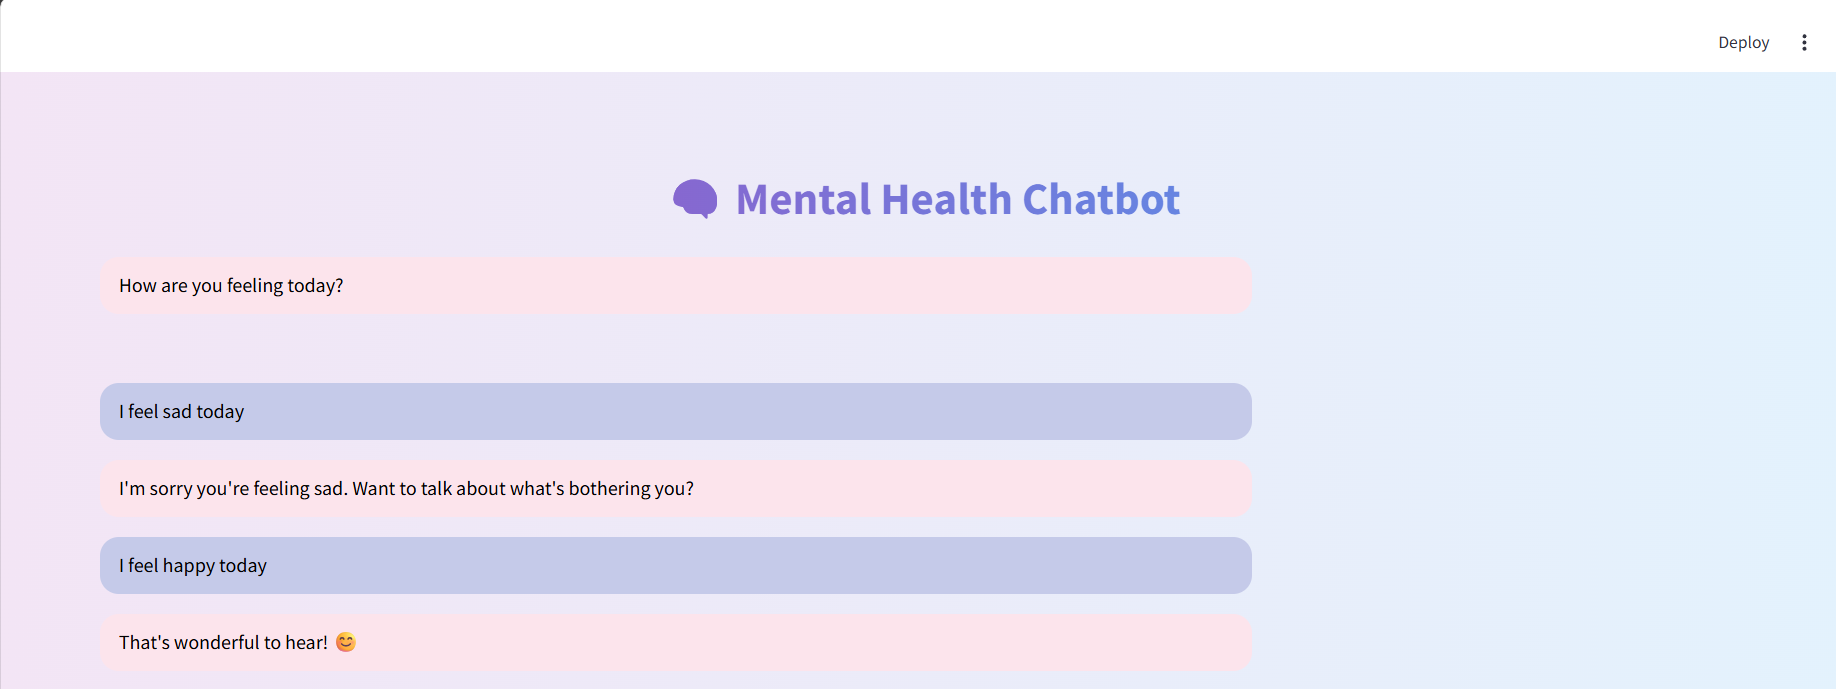 Deploy
Mental Health Chatbot
How are you feeling today?
I feel sad today
I'm sorry you're feeling sad. Want to talk about what's bothering you?
I feel happy today
That's wonderful to hear! 😊